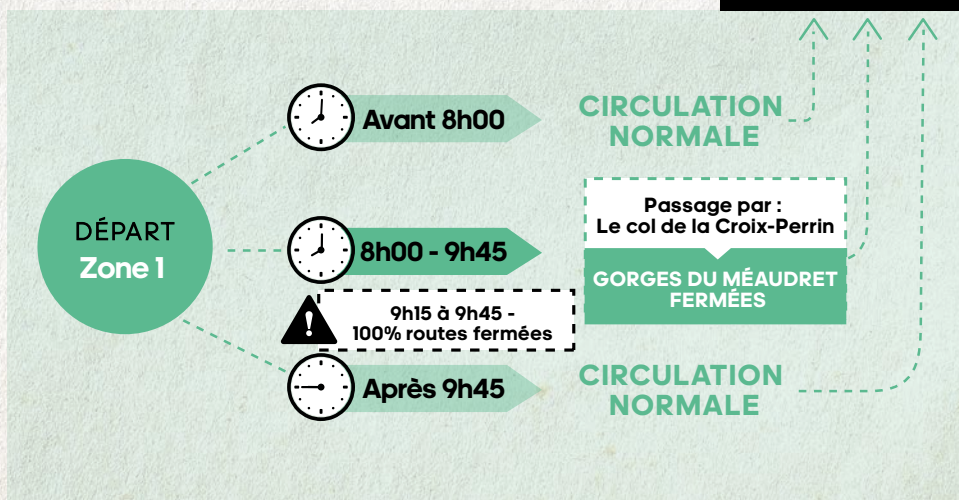 DÉPART
Zone 1
Avant 8h00
CIRCULATION
NORMALE
8h00 - 9h45
Passage par :
Le col de la Croix-Perrin
GORGES DU MÉAUDRET
FERMÉES
9h15 à 9h45 -
100% routes fermées
Après 9h45
CIRCULATION
NORMALE